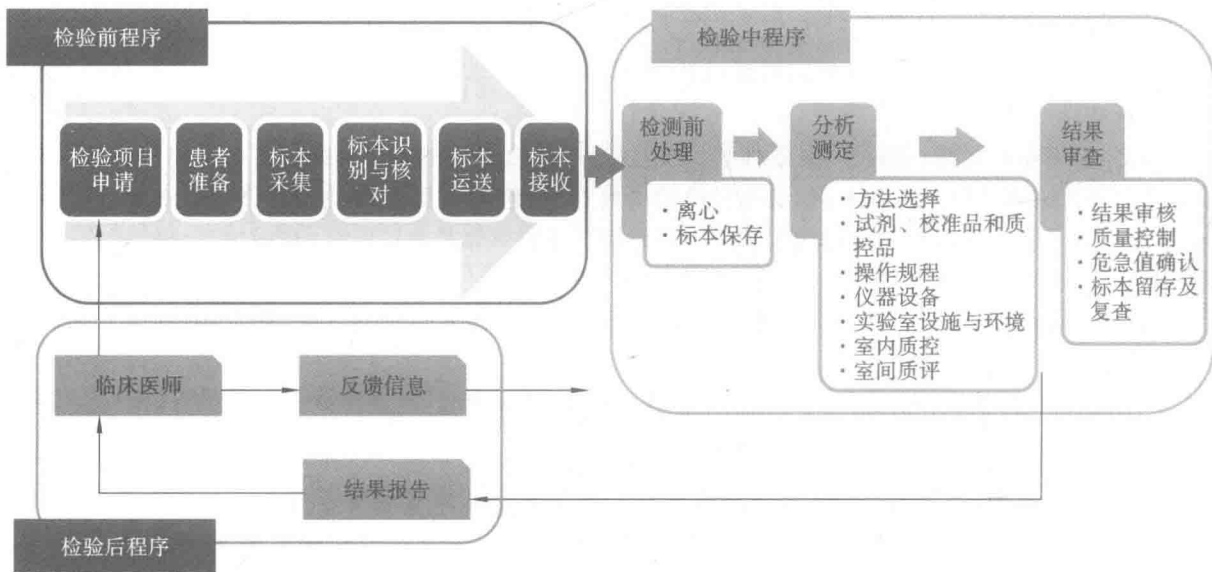 检验前程序
检验项目
申请
患者
准备
标本
采集
标本识
别与核
对
标本
运送
标本
接收
检验中程序
检测前
处理
·离心
·标本保存
分析
测定
·方法选择
·试剂、校准品和质
控品
·操作规程
·仪器设备
·实验室设施与环境
·室内质控
·室间质评
结果
审查
·结果审核
·质量控制
·危急值确认
·标本留存及
复查
临床医师
反馈信息
结果报告
检验后程序